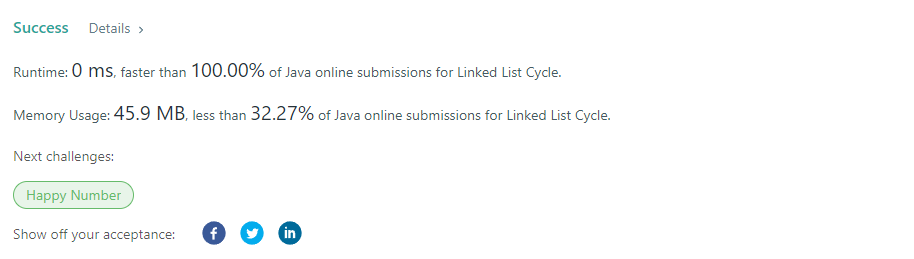 Success Details ›
Runtime: 0 ms, faster than 100.00% of Java online submissions for Linked List Cycle.
Memory Usage: 45.9 MB, less than 32.27% of Java online submissions for Linked List Cycle.
Next challenges:
Happy Number
Show off your acceptance: f in